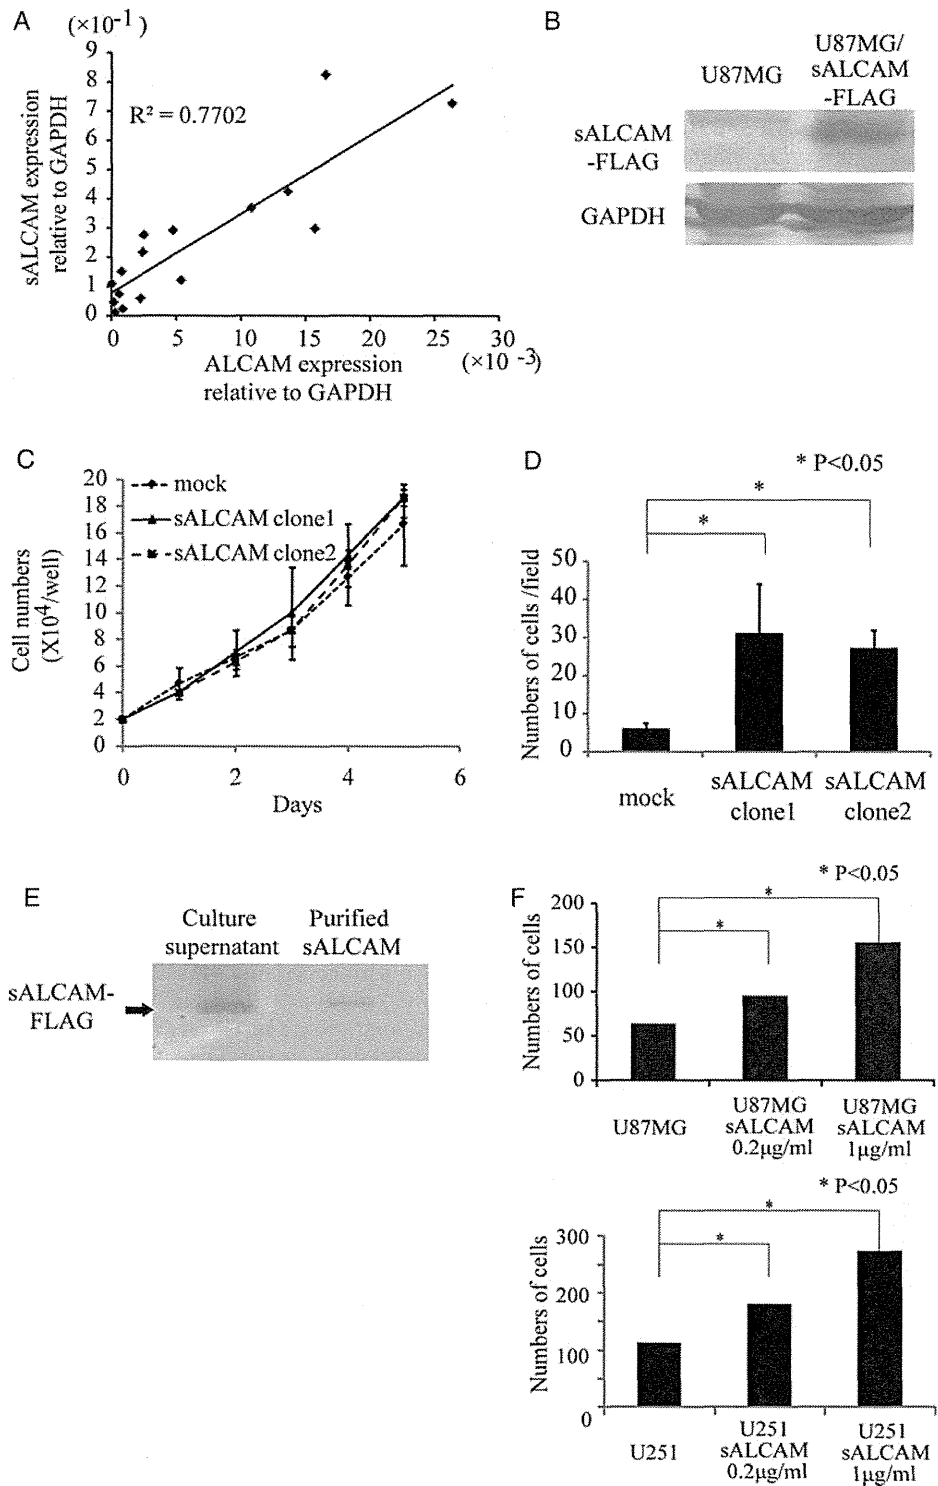 A
(×10⁻¹)
9
8
7
6
5
4
3
2
1
0
R² = 0.7702
sALCAM expression
relative to GAPDH
0
5
10
15
20
25
30
(×10 ⁻³)
ALCAM expression
relative to GAPDH
B
U87MG
U87MG/
sALCAM
-FLAG
sALCAM
-FLAG
GAPDH
C
20
18
16
14
12
10
8
6
4
2
0
mock
sALCAM clone1
sALCAM clone2
Cell numbers
(X10⁴/well)
0
2
4
6
Days
D
* P<0.05
*
*
50
40
30
20
10
0
Numbers of cells /field
mock
sALCAM
clone1
sALCAM
clone2
E
Culture
supernatant
Purified
sALCAM
sALCAM-
FLAG
F
* P<0.05
*
*
200
150
100
50
0
Numbers of cells
U87MG
U87MG
sALCAM
0.2μg/ml
U87MG
sALCAM
1μg/ml
* P<0.05
*
*
300
200
100
0
Numbers of cells
U251
U251
sALCAM
0.2μg/ml
U251
sALCAM
1μg/ml